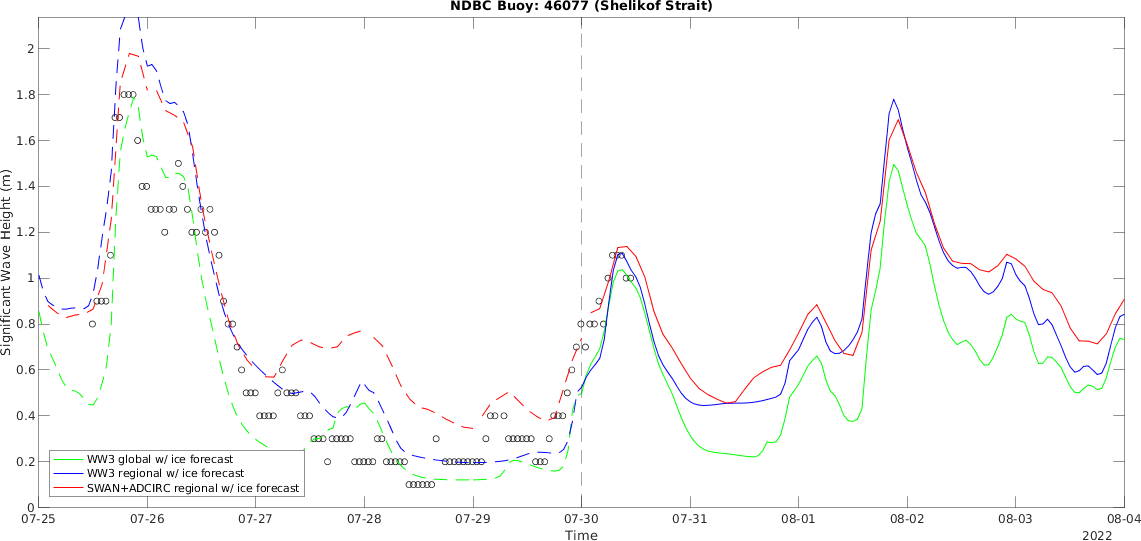 NDBC Buoy: 46077 (Shelikof Strait)
2
1.8
1.6
1.4
1.2
1
0.8
0.6
0.4
0.2
0
Significant Wave Height (m)
WW3 global w/ ice forecast
WW3 regional w/ ice forecast
SWAN+ADCIRC regional w/ ice forecast
07-25 07-26 07-27 07-28 07-29 07-30 07-31 08-01 08-02 08-03 08-04
Time 2022